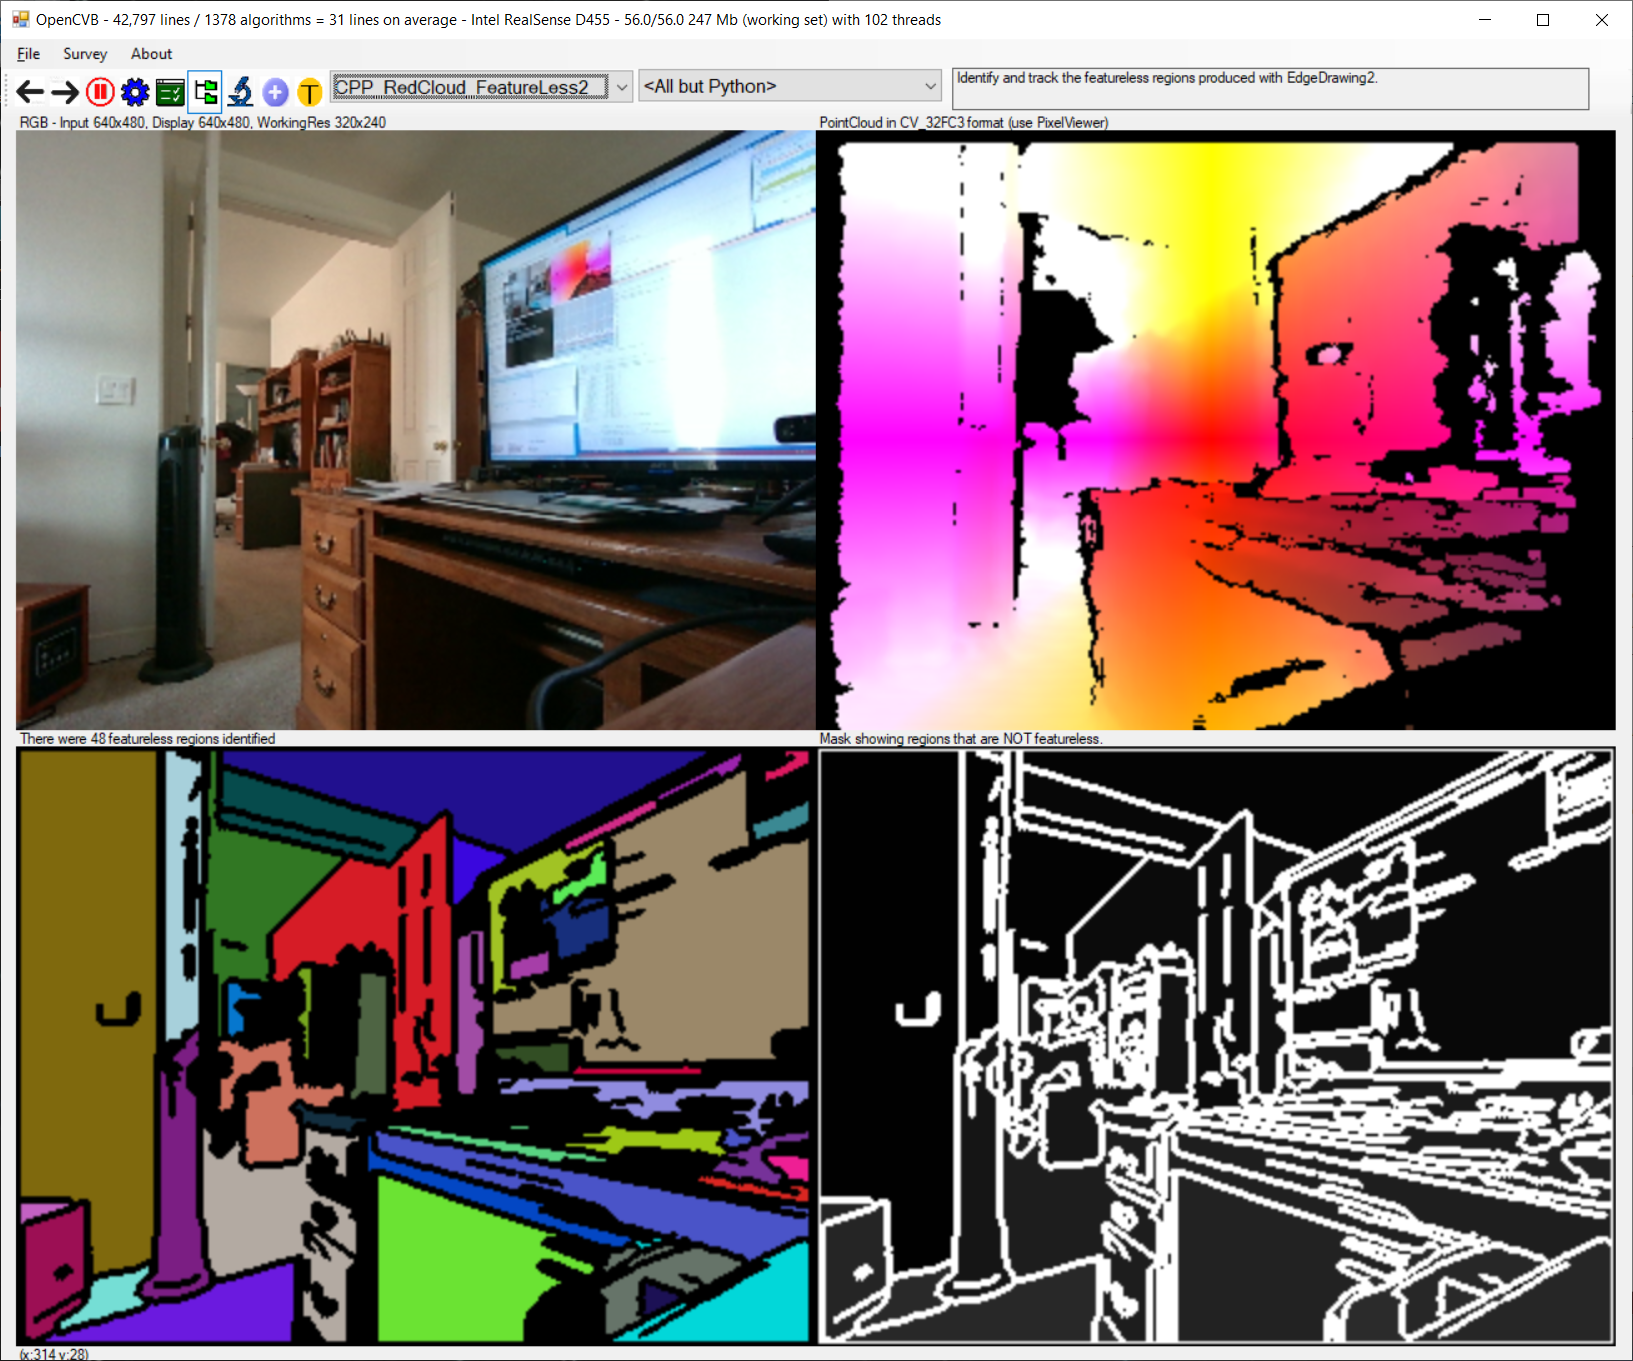 OpenCVB - 42,797 lines / 1378 algorithms = 31 lines on average - Intel RealSense D455 - 56.0/56.0 247 Mb (working set) with 102 threads
File Survey About
T CPP_RedCloud_FeatureLess2 <All but Python> Identify and track the featureless regions produced with EdgeDrawing2.
RGB - Input 640x480, Display 640x480, WorkingRes 320x240
PointCloud in CV_32FC3 format (use PixelViewer)
There were 48 featureless regions identified
Mask showing regions that are NOT featureless.
(x:314 y:28)